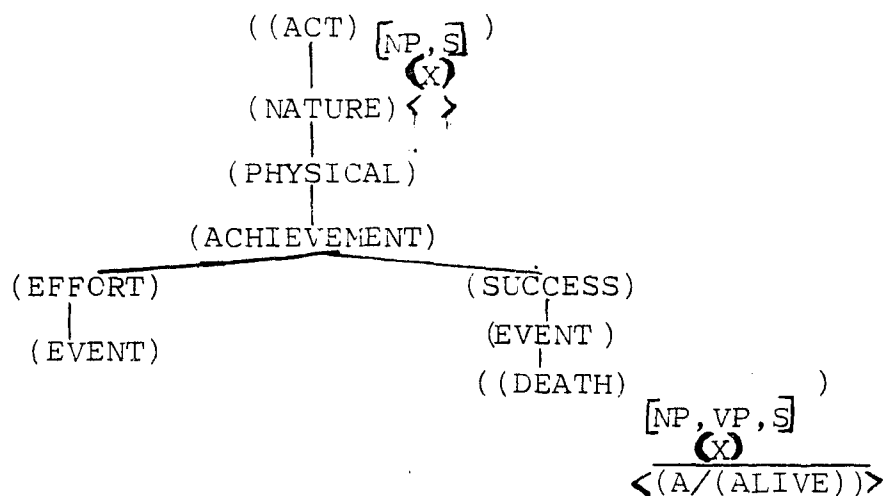 ((ACT) [NP,S] )
(X)
(NATURE) < >
(PHYSICAL)
(ACHIEVEMENT)
(EFFORT) (SUCCESS)
(EVENT) (EVENT )
((DEATH) )
[NP,VP,S]
(X)
<(A/(ALIVE))>